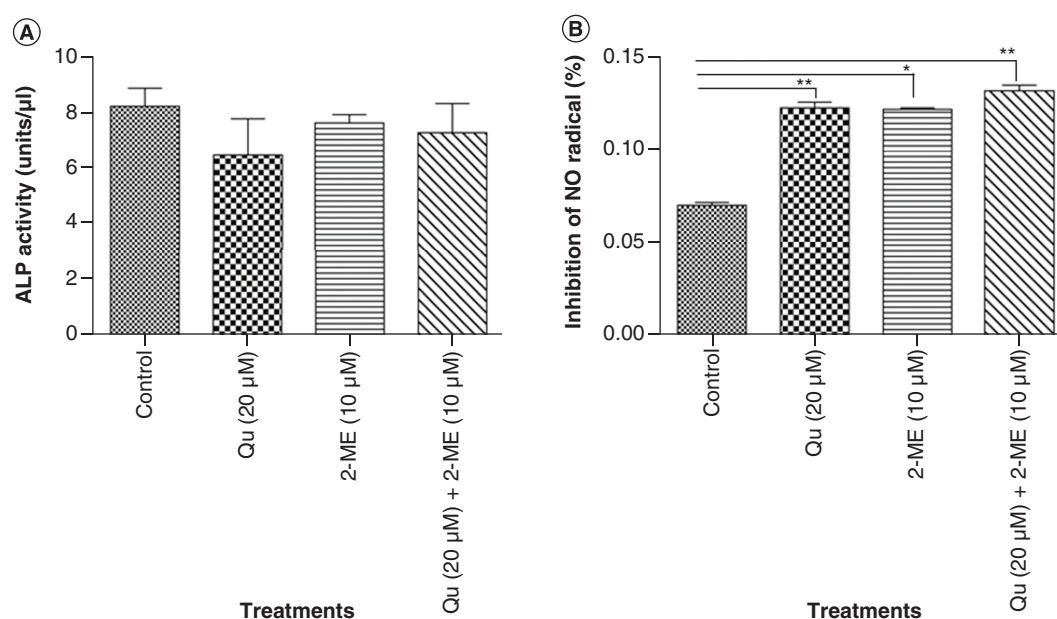 A
ALP activity (units/µl)
10
8
6
4
2
0
Control
Qu (20 µM)
2-ME (10 µM)
Qu (20 µM) + 2-ME (10 µM)
Treatments
B
Inhibition of NO radical (%)
0.15
0.10
0.05
0.00
**
*
**
Control
Qu (20 µM)
2-ME (10 µM)
Qu (20 µM) + 2-ME (10 µM)
Treatments